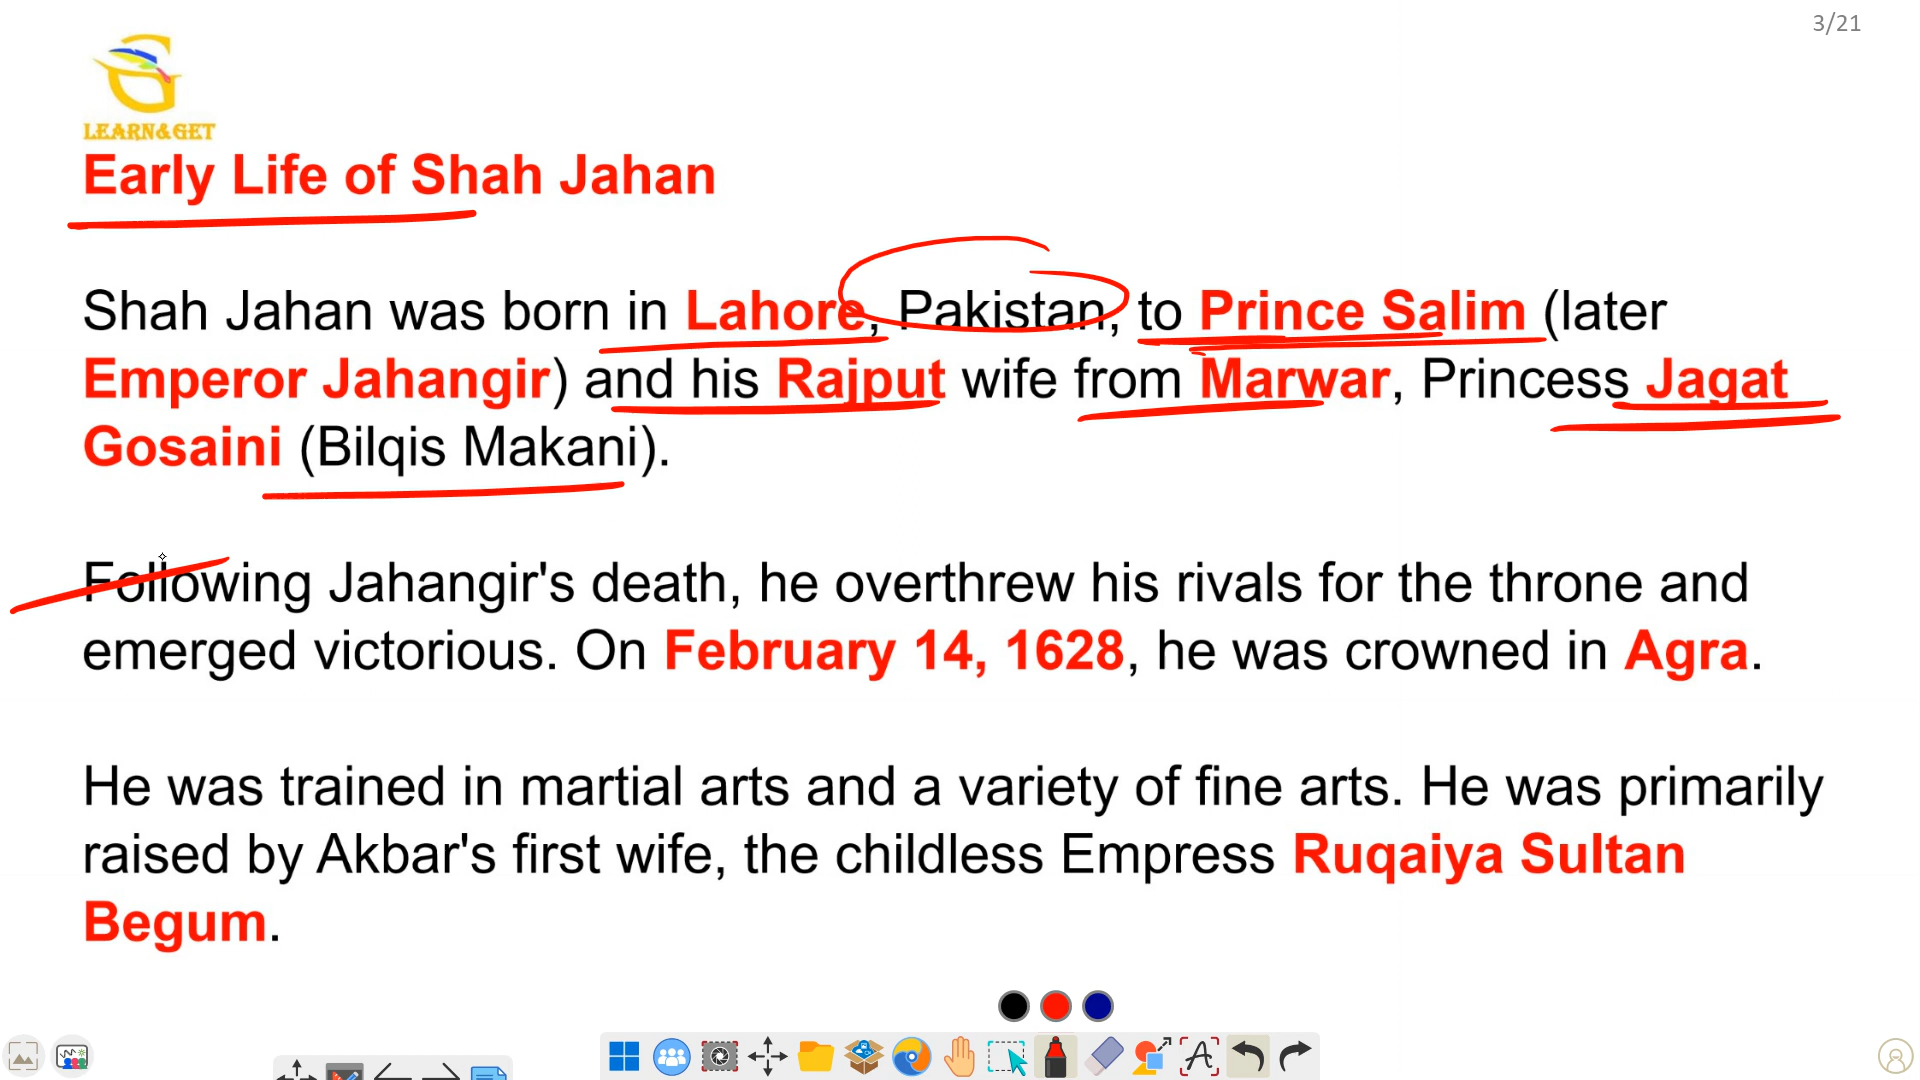 3/21
LEARN&GET
Early Life of Shah Jahan
Shah Jahan was born in Lahore, Pakistan, to Prince Salim (later
Emperor Jahangir) and his Rajput wife from Marwar, Princess Jagat
Gosaini (Bilqis Makani).
Following Jahangir's death, he overthrew his rivals for the throne and
emerged victorious. On February 14, 1628, he was crowned in Agra.
He was trained in martial arts and a variety of fine arts. He was primarily
raised by Akbar's first wife, the childless Empress Ruqaiya Sultan
Begum.